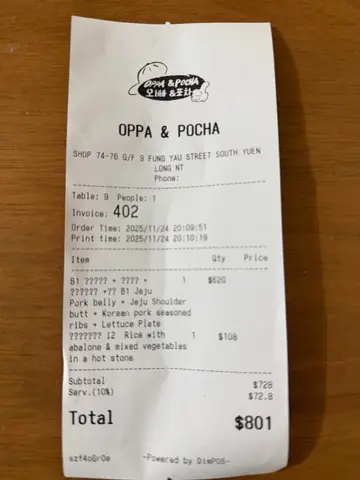 OPPA & POCHA
오빠 & 포차
OPPA & POCHA
SHOP 74-76 G/F 9 FUNG YAU STREET SOUTH YUEN
LONG NT
Phone:
Table: 9 People: 1
Invoice: 402
Order Time: 2025/11/24 20:09:51
Print time: 2025/11/24 20:10:19
Item Qty Price
B1 ????? + ???? + 1 $620
?????? +?? B1 Jeju
Pork belly + Jeju Shoulder
butt + Korean pork seasoned
ribs + Lettuce Plate
??????? I2 Rice with 1 $108
abalone & mixed vegetables
in a hot stone
Subtotal $728
Serv.(10%) $72.8
Total $801
szf4oGrOe -Powered by DimPOS-